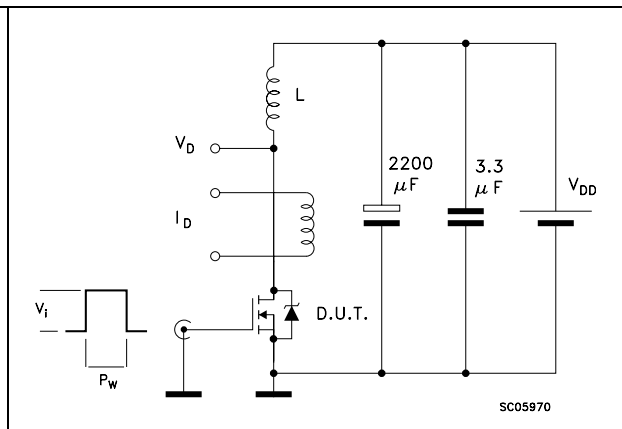 L
V_D
2200
μF
3.3
μF
V_DD
I_D
V_i
D.U.T.
P_W
SC05970